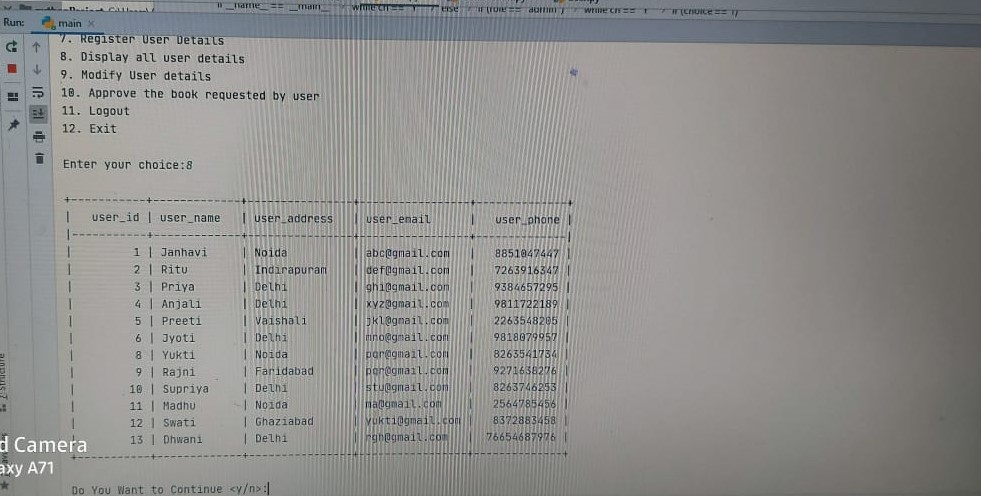 if __name__ == "__main__" › while ch == "Y" › else › if (role == "admin") › while ch == "Y" › if (choice == 1)
Run: main ×
7. Register User Details
8. Display all user details
9. Modify User details
10. Approve the book requested by user
11. Logout
12. Exit
Enter your choice:8
| user_id | user_name | user_address | user_email | user_phone |
| 1 | Janhavi | Noida | abc@gmail.com | 8851047447 |
| 2 | Ritu | Indirapuram | def@gmail.com | 7263916347 |
| 3 | Priya | Delhi | ghi@gmail.com | 9384657295 |
| 4 | Anjali | Delhi | xyz@gmail.com | 9811722189 |
| 5 | Preeti | Vaishali | jkl@gmail.com | 2263548205 |
| 6 | Jyoti | Delhi | mno@gmail.com | 9818079957 |
| 8 | Yukti | Noida | pqr@gmail.com | 8263541734 |
| 9 | Rajni | Faridabad | pqr@gmail.com | 9271638276 |
| 10 | Supriya | Delhi | stu@gmail.com | 8263746253 |
| 11 | Madhu | Noida | ma@gmail.com | 2564785456 |
| 12 | Swati | Ghaziabad | yukti@gmail.com | 8372883458 |
| 13 | Dhwani | Delhi | rgh@gmail.com | 76654687976 |
Do You Want to Continue <y/n>:
Structure
d Camera
axy A71